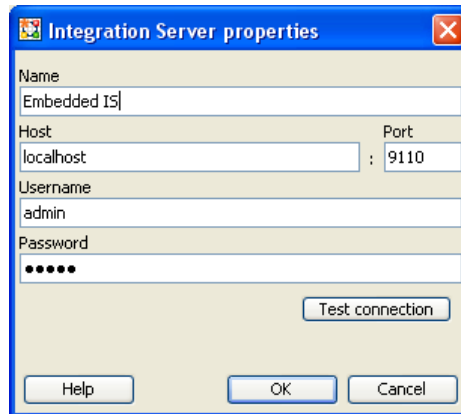 Integration Server properties
Name
Embedded IS
Host Port
localhost : 9110
Username
admin
Password
●●●●●
Test connection
Help OK Cancel